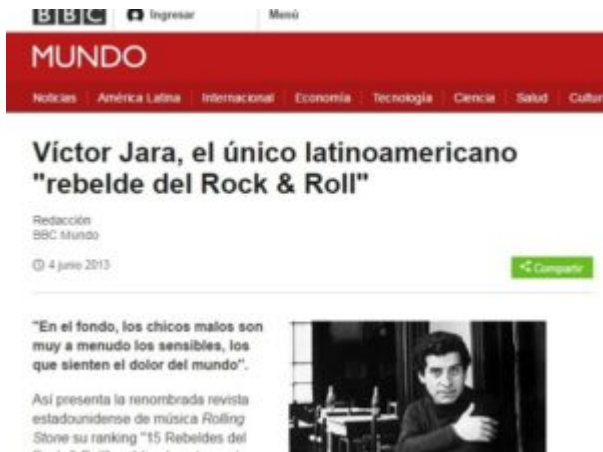 BBC Ingresar Menú
MUNDO
Noticias América Latina Internacional Economía Tecnología Ciencia Salud Cultur
Víctor Jara, el único latinoamericano
"rebelde del Rock & Roll"
Redacción
BBC Mundo
4 junio 2013
Compartir
"En el fondo, los chicos malos son
muy a menudo los sensibles, los
que sienten el dolor del mundo".
Así presenta la renombrada revista
estadounidense de música Rolling
Stone su ranking "15 Rebeldes del